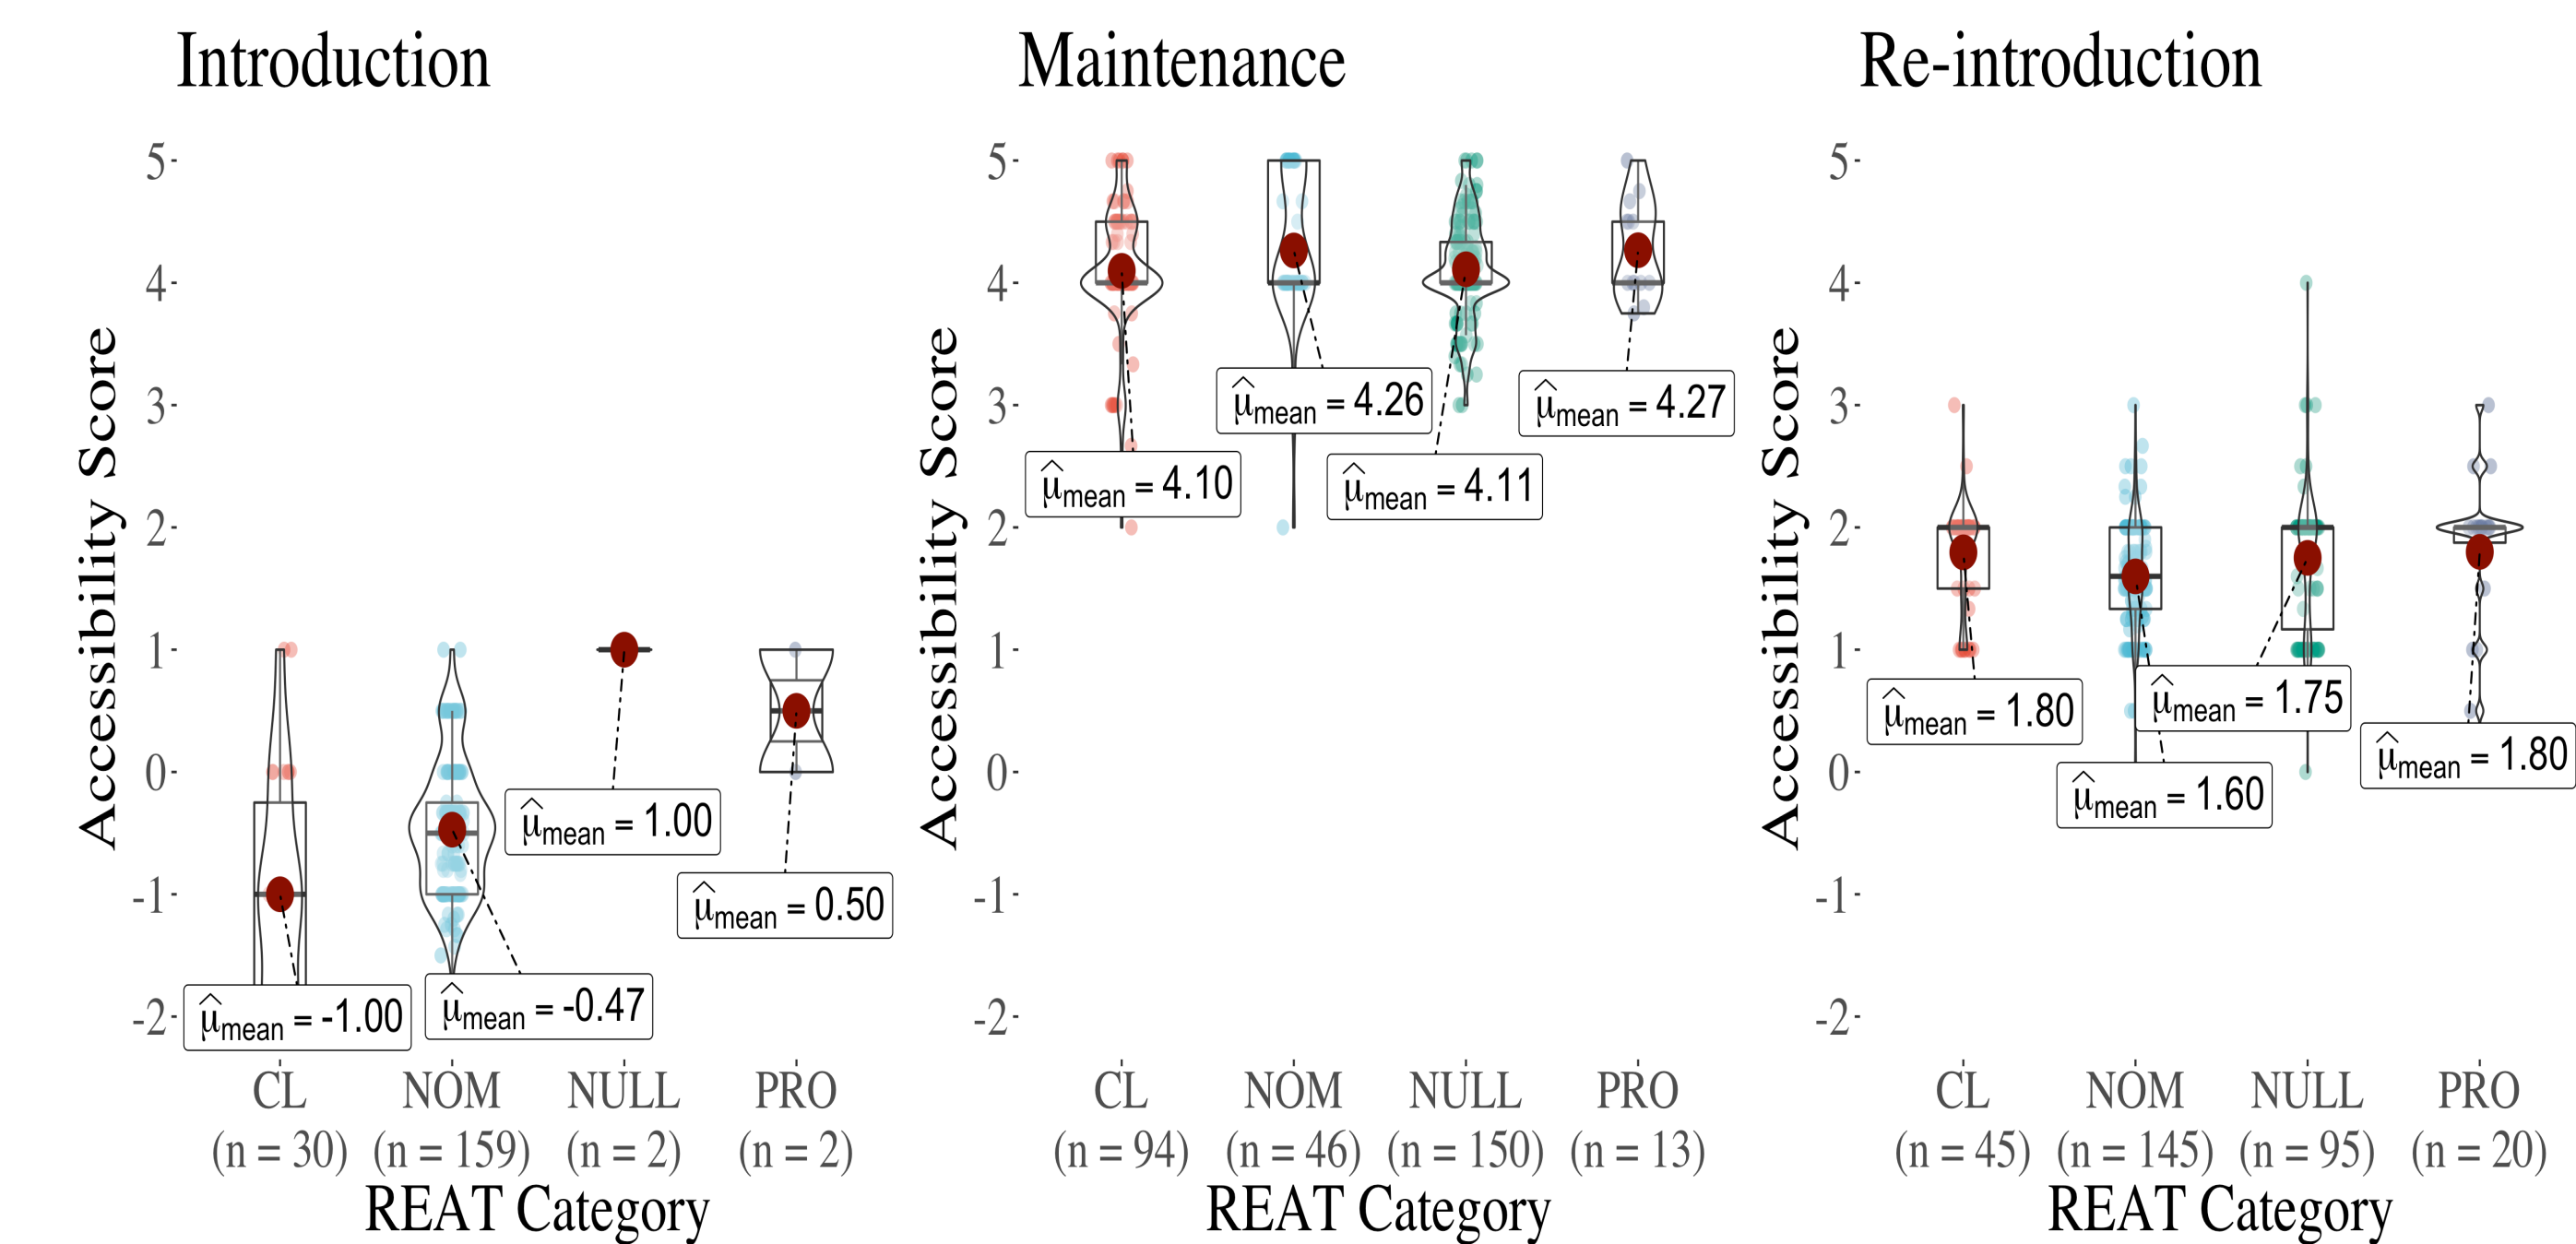 Introduction
Accessibility Score
5
4
3
2
1
0
-1
-2
μ̂mean = -1.00
μ̂mean = -0.47
μ̂mean = 1.00
μ̂mean = 0.50
CL
(n = 30)
NOM
(n = 159)
NULL
(n = 2)
PRO
(n = 2)
REAT Category
Maintenance
Accessibility Score
5
4
3
2
1
0
-1
-2
μ̂mean = 4.10
μ̂mean = 4.26
μ̂mean = 4.11
μ̂mean = 4.27
CL
(n = 94)
NOM
(n = 46)
NULL
(n = 150)
PRO
(n = 13)
REAT Category
Re-introduction
Accessibility Score
5
4
3
2
1
0
-1
-2
μ̂mean = 1.80
μ̂mean = 1.60
μ̂mean = 1.75
μ̂mean = 1.80
CL
(n = 45)
NOM
(n = 145)
NULL
(n = 95)
PRO
(n = 20)
REAT Category